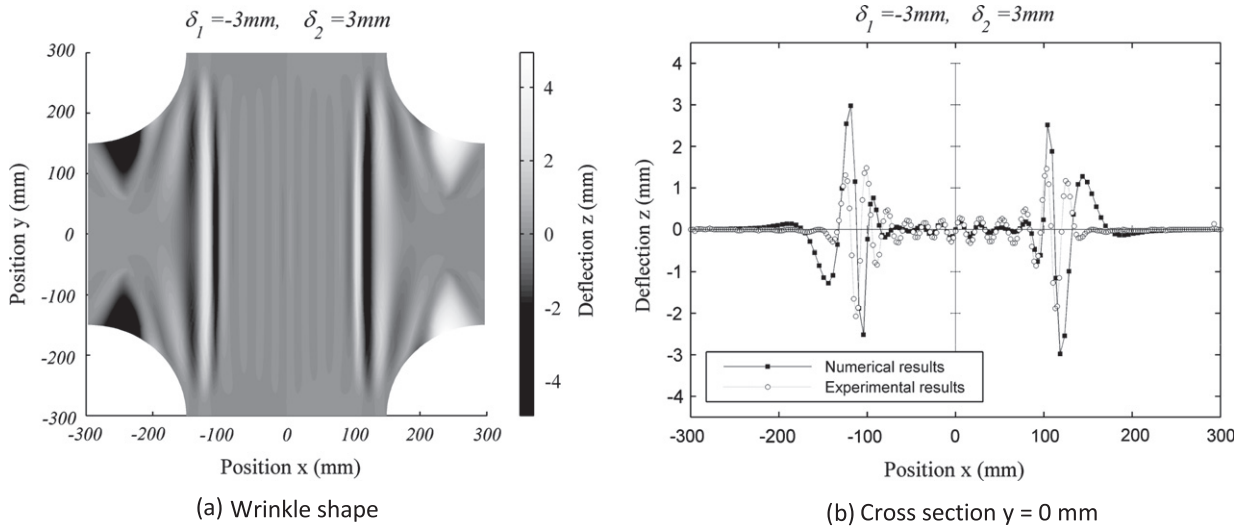 δ1 =-3mm, δ2 = 3mm
300
200
100
0
-100
-200
-300
Position y (mm)
-300 -200 -100 0 100 200 300
Position x (mm)
4
2
0
-2
-4
Deflection z (mm)
(a) Wrinkle shape
δ1 =-3mm, δ2 = 3mm
4
3
2
1
0
-1
-2
-3
-4
Deflection z (mm)
Numerical results
Experimental results
-300 -200 -100 0 100 200 300
Position x (mm)
(b) Cross section y = 0 mm